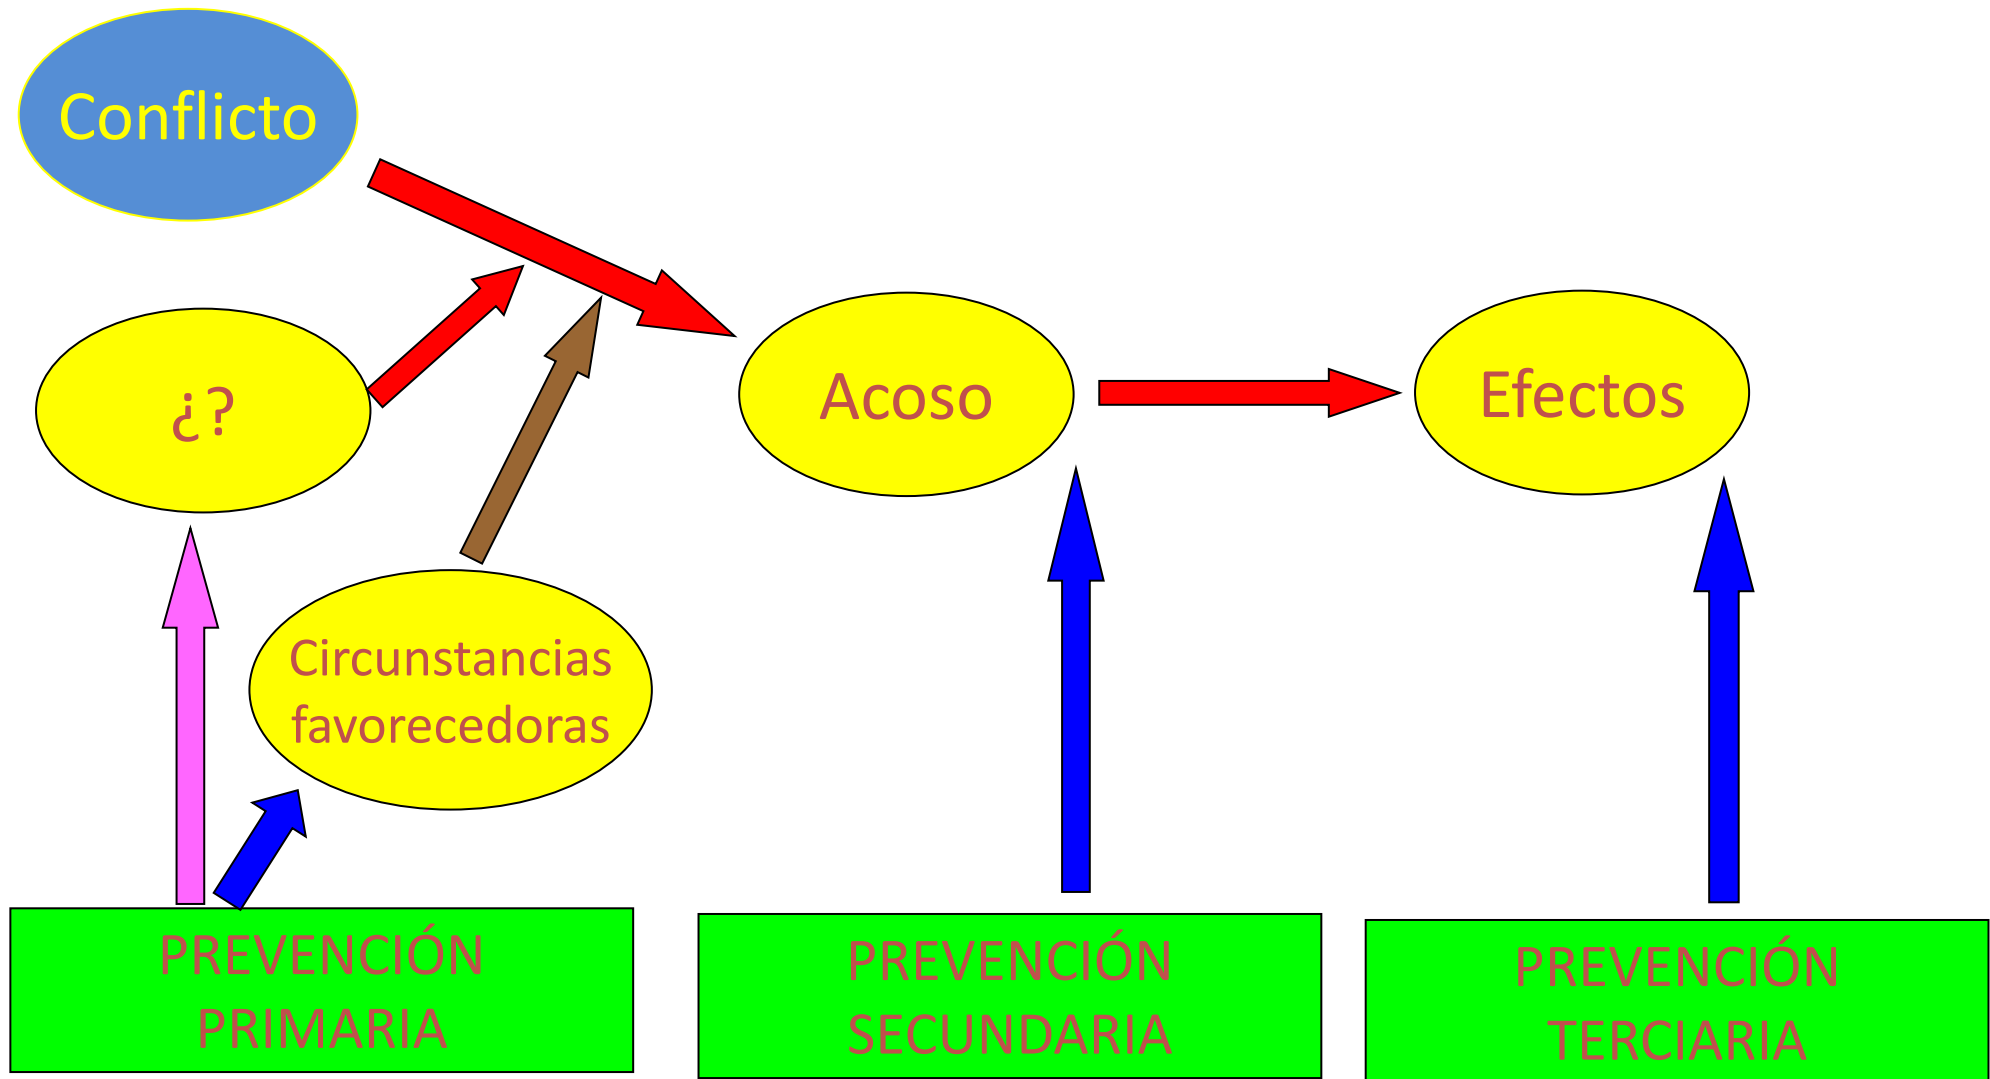 Conflicto
¿?
Acoso
Efectos
Circunstancias
favorecedoras
PREVENCIÓN
PRIMARIA
PREVENCIÓN
SECUNDARIA
PREVENCIÓN
TERCIARIA